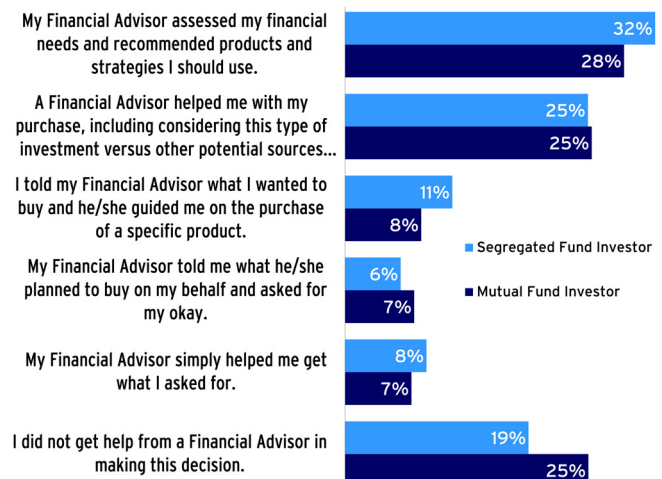 My Financial Advisor assessed my financial
needs and recommended products and
strategies I should use.
32%
28%
A Financial Advisor helped me with my
purchase, including considering this type of
investment versus other potential sources...
25%
25%
I told my Financial Advisor what I wanted to
buy and he/she guided me on the purchase
of a specific product.
11%
8%
Segregated Fund Investor
Mutual Fund Investor
My Financial Advisor told me what he/she
planned to buy on my behalf and asked for
my okay.
6%
7%
My Financial Advisor simply helped me get
what I asked for.
8%
7%
I did not get help from a Financial Advisor in
making this decision.
19%
25%